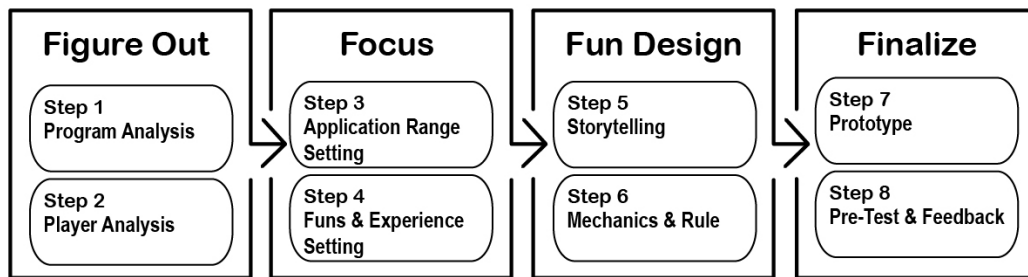 Figure Out
Step 1
Program Analysis
Step 2
Player Analysis
Focus
Step 3
Application Range
Setting
Step 4
Funs & Experience
Setting
Fun Design
Step 5
Storytelling
Step 6
Mechanics & Rule
Finalize
Step 7
Prototype
Step 8
Pre-Test & Feedback